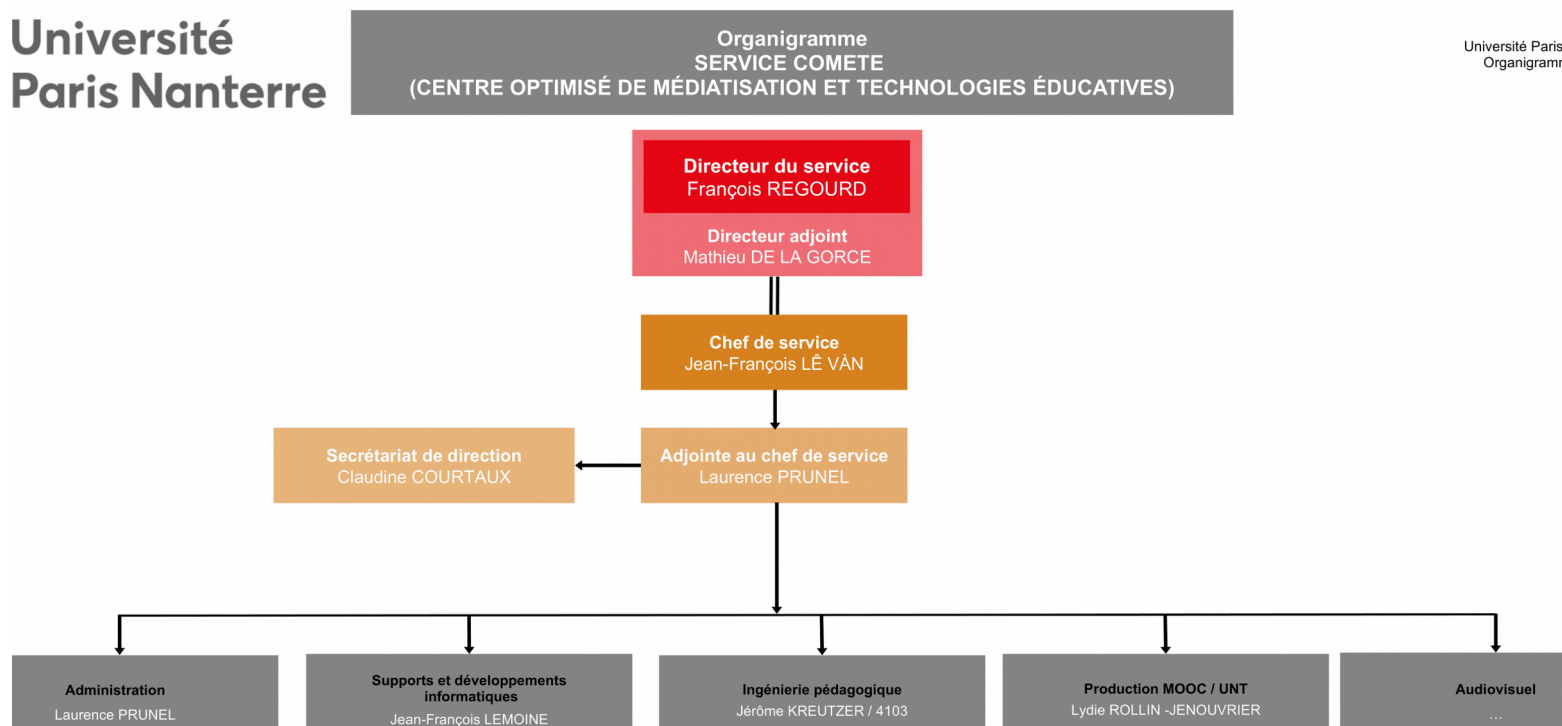 Université
Paris Nanterre
Organigramme
SERVICE COMETE
(CENTRE OPTIMISÉ DE MÉDIATISATION ET TECHNOLOGIES ÉDUCATIVES)
Université Paris
Organigramm
Directeur du service
François REGOURD
Directeur adjoint
Mathieu DE LA GORCE
Chef de service
Jean-François LÊ VÀN
Secrétariat de direction
Claudine COURTAUX
Adjointe au chef de service
Laurence PRUNEL
Administration
Laurence PRUNEL
Supports et développements
informatiques
Jean-François LEMOINE
Ingénierie pédagogique
Jérôme KREUTZER / 4103
Production MOOC / UNT
Lydie ROLLIN -JENOUVRIER
Audiovisuel
...